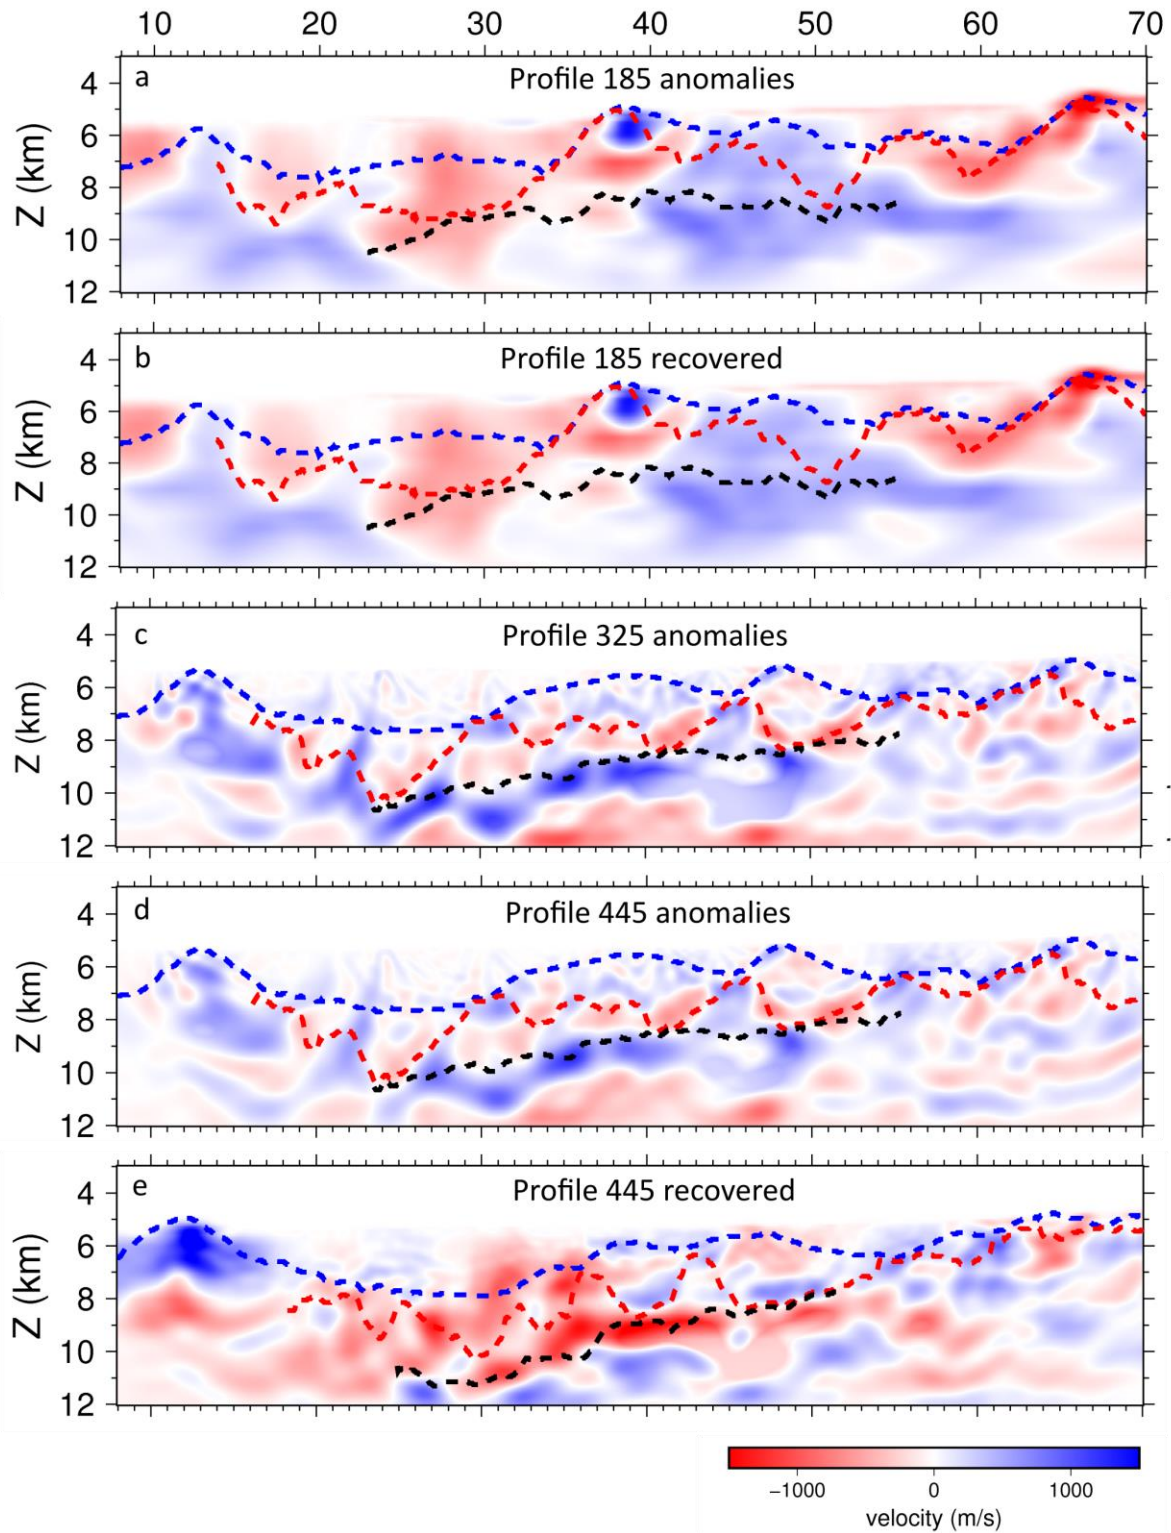 10 20 30 40 50 60 70
a
Profile 185 anomalies
4
6
8
10
12
Z (km)
b
Profile 185 recovered
4
6
8
10
12
Z (km)
c
Profile 325 anomalies
4
6
8
10
12
Z (km)
d
Profile 445 anomalies
4
6
8
10
12
Z (km)
e
Profile 445 recovered
4
6
8
10
12
Z (km)
−1000 0 1000
velocity (m/s)